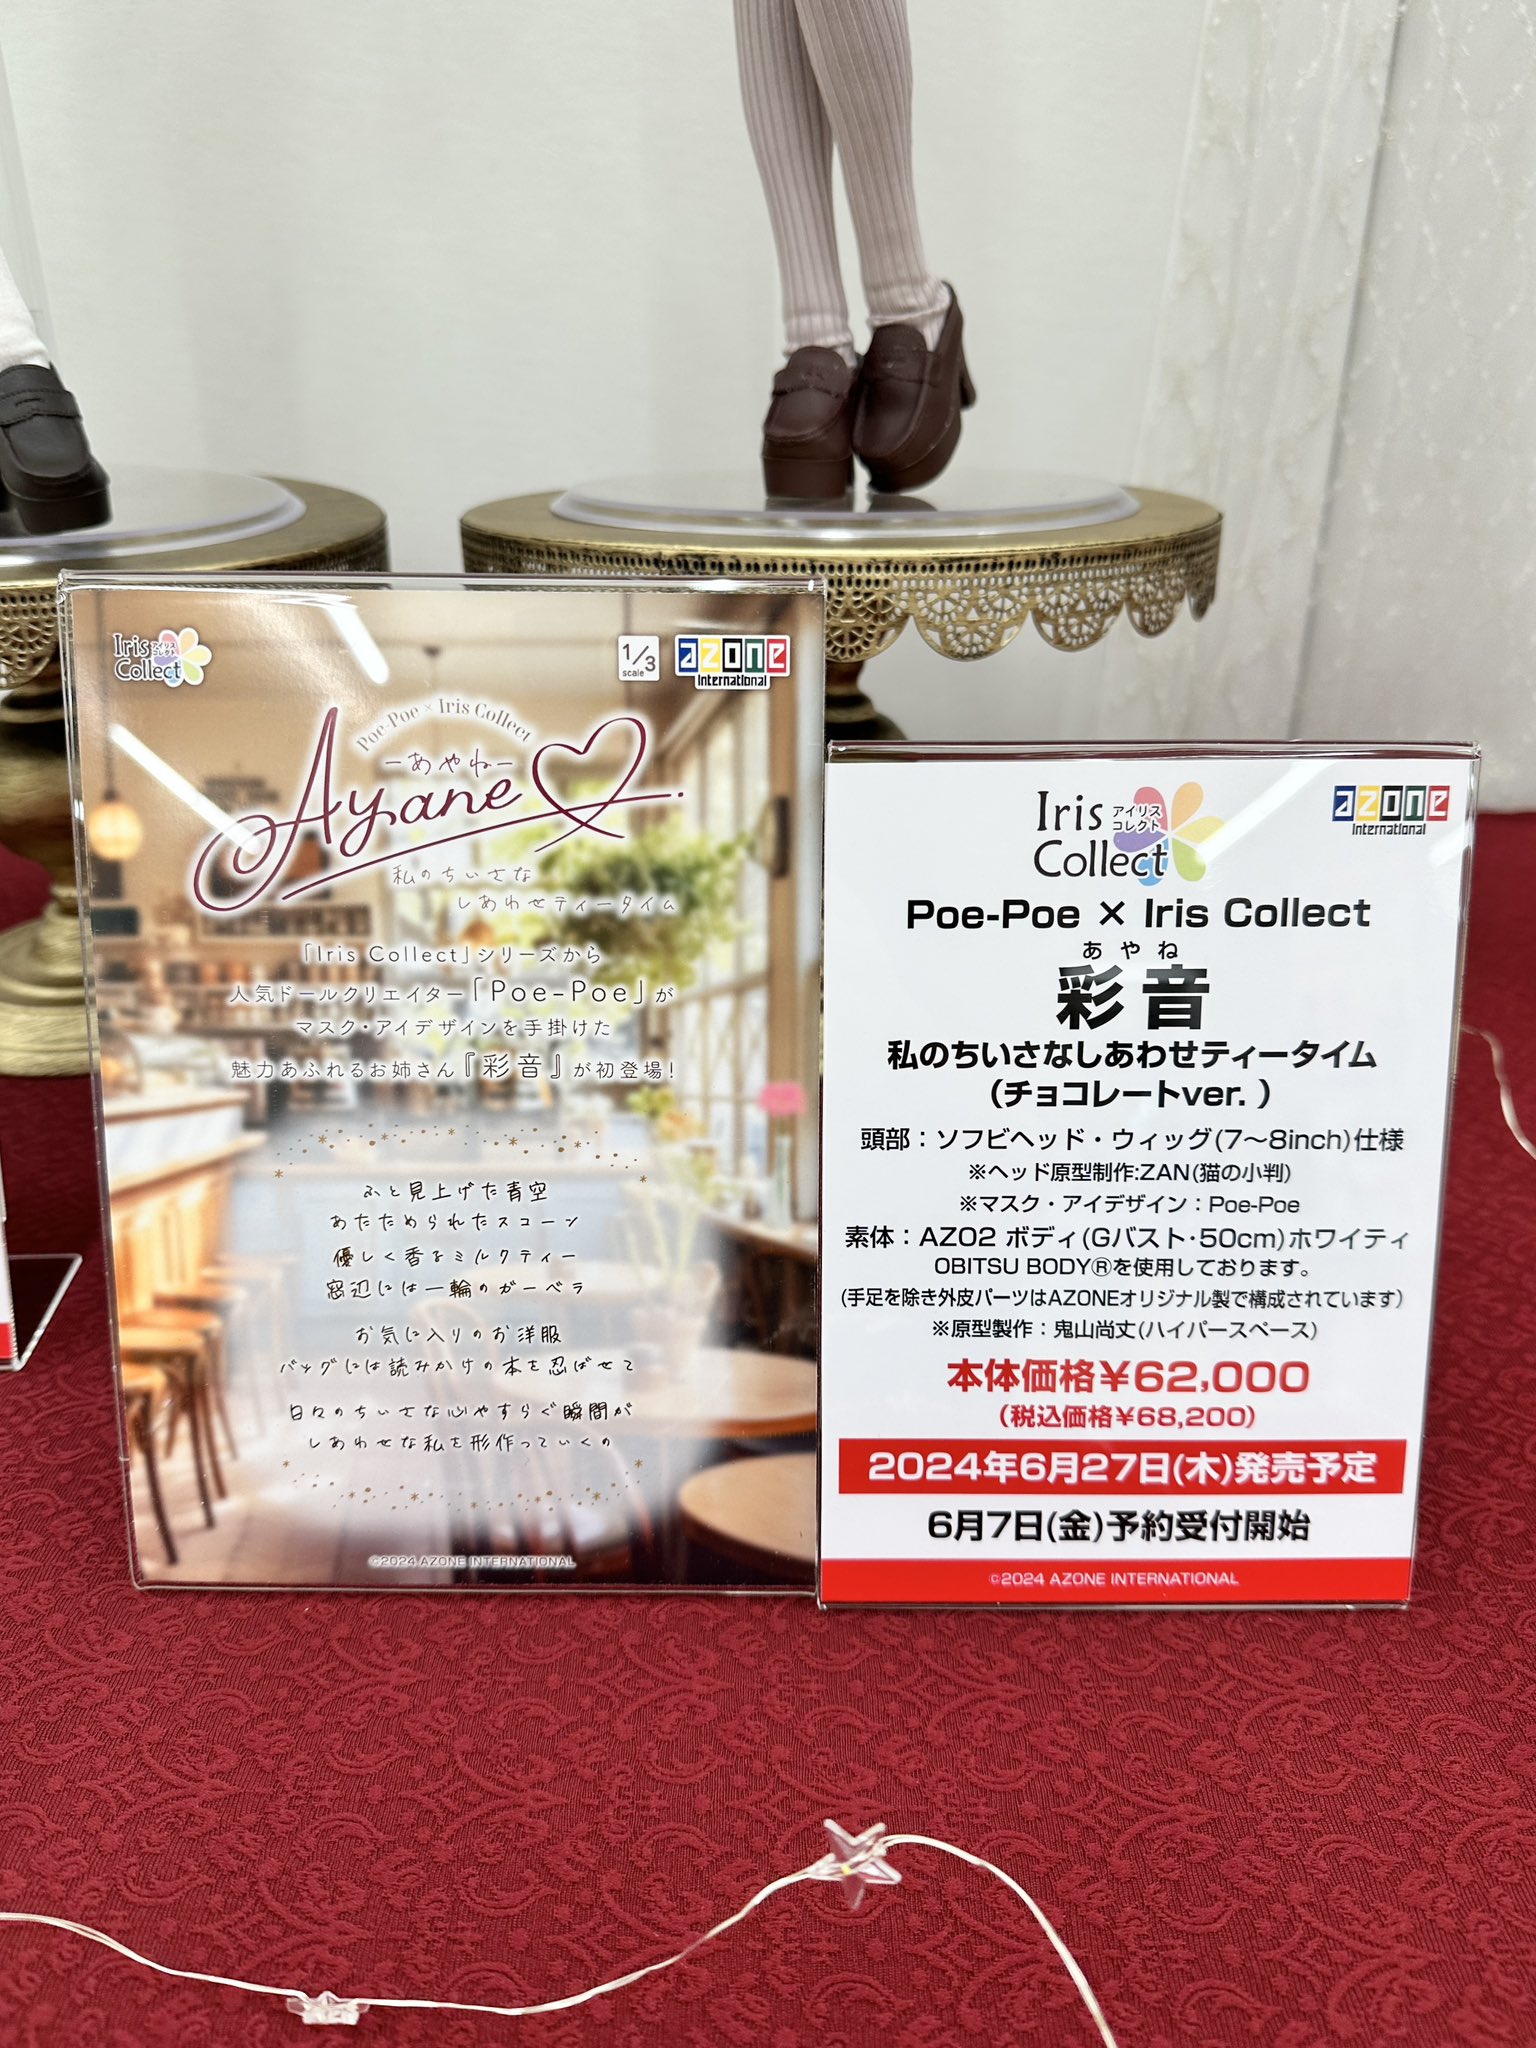 Iris アイリス
Collect コレクト
1/3
scale
azone
international
Poe-Poe × Iris Collect
-あやね-
Ayane
私のちいさな
しあわせティータイム
「Iris Collect」シリーズから
人気ドールクリエイター「Poe-Poe」が
マスク・アイデザインを手掛けた
魅力あふれるお姉さん『彩音』が初登場!
ふと見上げた青空
あたためられたスコーン
優しく香るミルクティー
窓辺には一輪のガーベラ
お気に入りのお洋服
バッグには読みかけの本を忍ばせて
日々のちいさな心やすらぐ瞬間が
しあわせな私を形作っていくの
©2024 AZONE INTERNATIONAL
Iris アイリス
Collect コレクト
azone
international
Poe-Poe × Iris Collect
あやね
彩音
私のちいさなしあわせティータイム
(チョコレートver. )
頭部:ソフビヘッド・ウィッグ(7~8inch)仕様
※ヘッド原型制作:ZAN(猫の小判)
※マスク・アイデザイン:Poe-Poe
素体:AZO2 ボディ(Gバスト・50cm)ホワイティ
OBITSU BODY®を使用しております。
(手足を除き外皮パーツはAZONEオリジナル製で構成されています)
※原型製作:鬼山尚丈(ハイパースペース)
本体価格¥62,000
(税込価格¥68,200)
2024年6月27日(木)発売予定
6月7日(金)予約受付開始
©2024 AZONE INTERNATIONAL